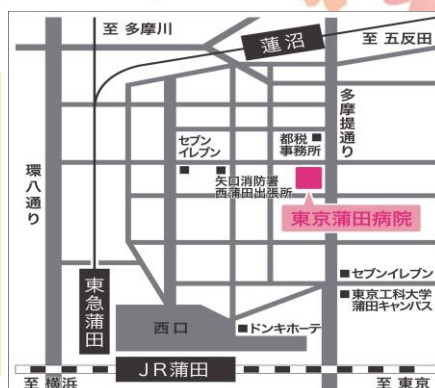 至 多摩川
蓮沼
至 五反田
多摩提通り
セブン
イレブン
都税
事務所
矢口消防署
西蒲田出張所
環八通り
東京蒲田病院
東急蒲田
セブンイレブン
東京工科大学
蒲田キャンパス
西口
ドンキホーテ
JR蒲田
至 横浜
至 東京